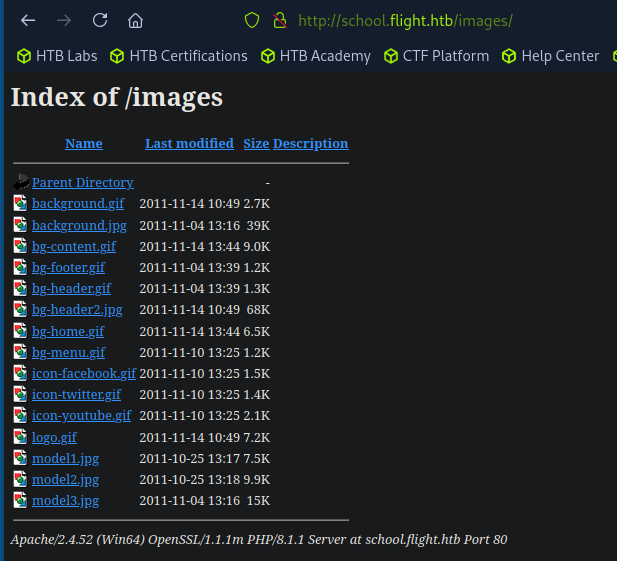 http://school.flight.htb/images/
HTB Labs HTB Certifications HTB Academy CTF Platform Help Center
Index of /images
Name Last modified Size Description
Parent Directory -
background.gif 2011-11-14 10:49 2.7K
background.jpg 2011-11-04 13:16 39K
bg-content.gif 2011-11-14 13:44 9.0K
bg-footer.gif 2011-11-04 13:39 1.2K
bg-header.gif 2011-11-04 13:39 1.3K
bg-header2.jpg 2011-11-14 10:49 68K
bg-home.gif 2011-11-14 13:44 6.5K
bg-menu.gif 2011-11-10 13:25 1.2K
icon-facebook.gif 2011-11-10 13:25 1.5K
icon-twitter.gif 2011-11-10 13:25 1.4K
icon-youtube.gif 2011-11-10 13:25 2.1K
logo.gif 2011-11-14 10:49 7.2K
model1.jpg 2011-10-25 13:17 7.5K
model2.jpg 2011-10-25 13:18 9.9K
model3.jpg 2011-11-04 13:16 15K
Apache/2.4.52 (Win64) OpenSSL/1.1.1m PHP/8.1.1 Server at school.flight.htb Port 80